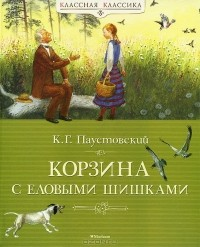 КЛАССНАЯ КЛАССИКА
К.Г. Паустовский
КОРЗИНА
С ЕЛОВЫМИ ШИШКАМИ